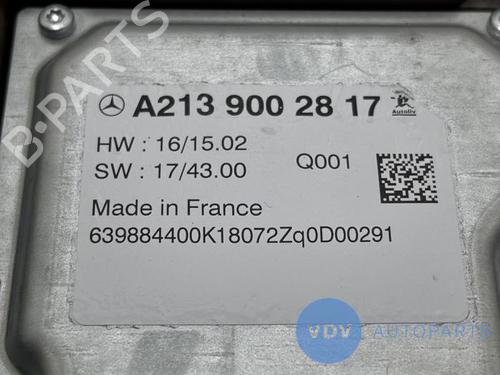 B-PARTS
A213 900 28 17
Autoliv
HW : 16/15.02
SW : 17/43.00
Q001
Made in France
639884400K18072Zq0D00291
VDV AUTOPARTS